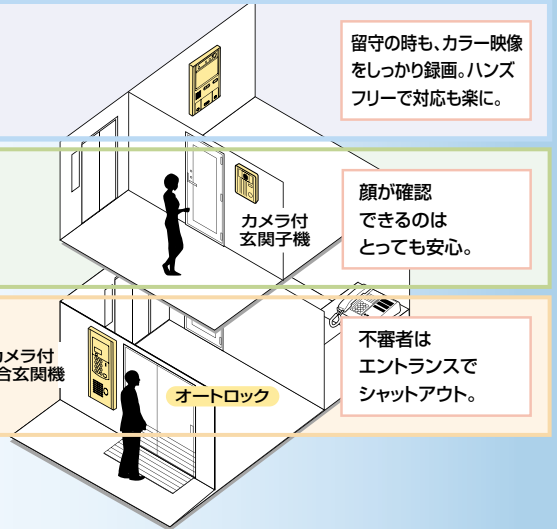 留守の時も、カラー映像
をしっかり録画。ハンズ
フリーで対応も楽に。
カメラ付
玄関子機
顔が確認
できるのは
とっても安心。
カメラ付
合玄関機
オートロック
不審者は
エントランスで
シャットアウト。